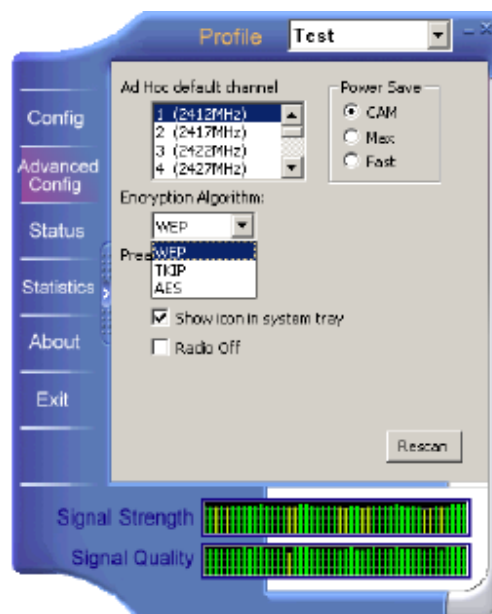 Profile Test
Ad Hoc default channel
1 (2412MHz)
2 (2417MHz)
3 (2422MHz)
4 (2427MHz)
Power Save
CAM
Max
Fast
Config
Advanced
Config
Status
Statistics
About
Exit
Encryption Algorithm:
WEP
WEP
TKIP
AES
Show icon in system tray
Radio Off
Rescan
Signal Strength
Signal Quality